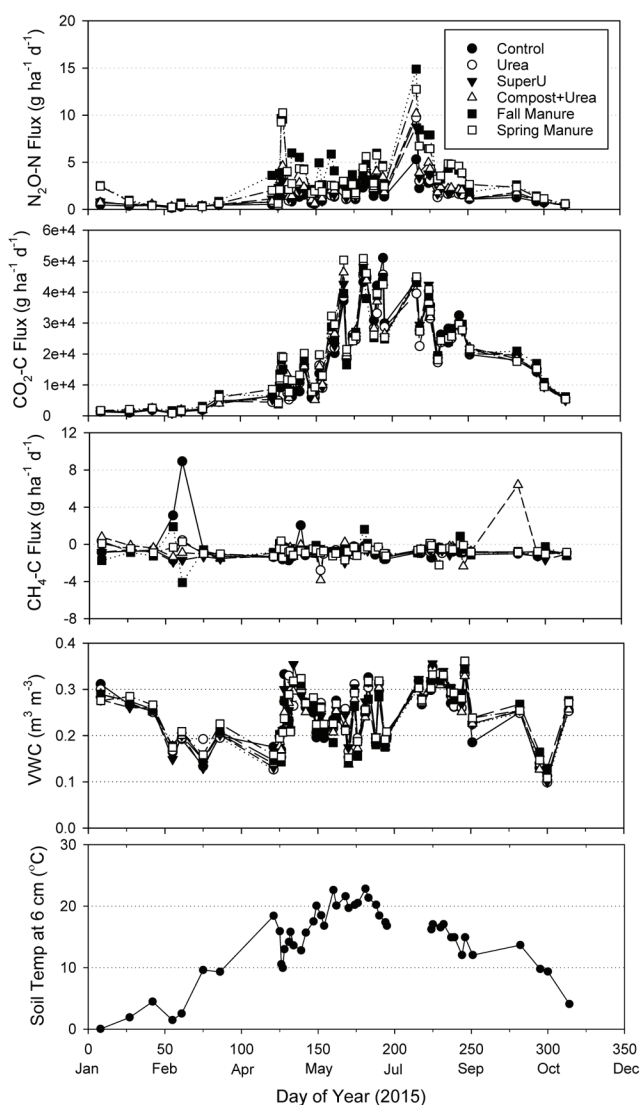 20
15
10
5
0
N₂O-N Flux (g ha⁻¹ d⁻¹)
Control
Urea
SuperU
Compost+Urea
Fall Manure
Spring Manure
6e+4
5e+4
4e+4
3e+4
2e+4
1e+4
0
CO₂-C Flux (g ha⁻¹ d⁻¹)
12
8
4
0
-4
-8
CH₄-C Flux (g ha⁻¹ d⁻¹)
0.4
0.3
0.2
0.1
0.0
VWC (m³ m⁻³)
30
20
10
0
Soil Temp at 6 cm (°C)
0 50 100 150 200 250 300 350
Jan Feb Apr May Jul Sep Oct Dec
Day of Year (2015)